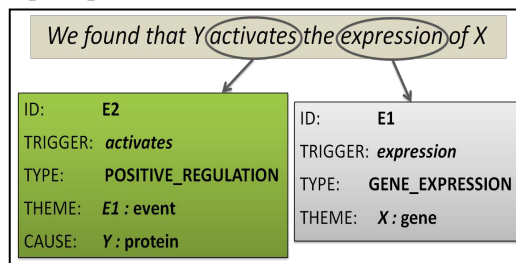 We found that Y activates the expression of X
ID: E2
TRIGGER: activates
TYPE: POSITIVE_REGULATION
THEME: E1 : event
CAUSE: Y : protein
ID: E1
TRIGGER: expression
TYPE: GENE_EXPRESSION
THEME: X : gene